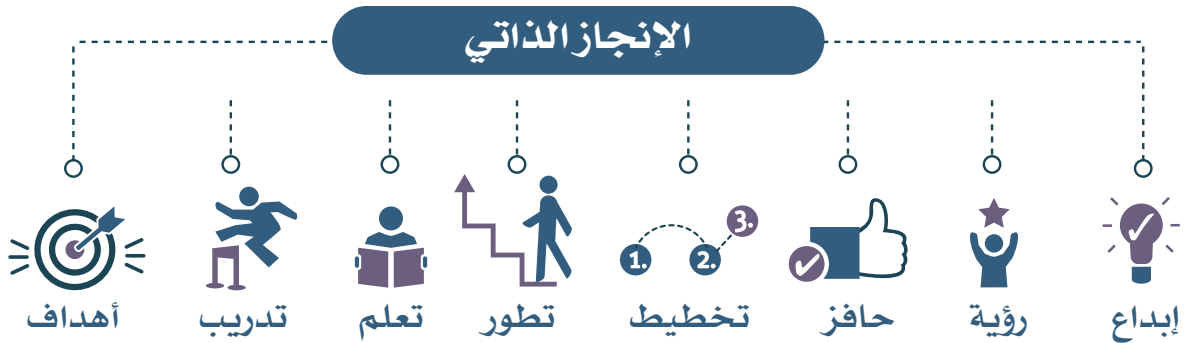 الإنجاز الذاتي
1. 2. 3.
إبداع
رؤية
حافز
تخطيط
تطور
تعلم
تدريب
أهداف